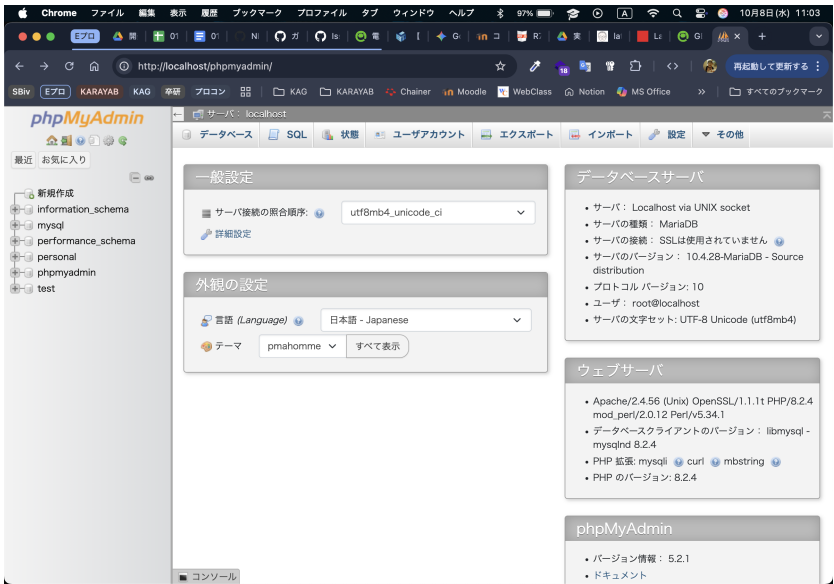 Chrome ファイル 編集 表示 履歴 ブックマーク プロファイル タブ ウィンドウ ヘルプ 97% A 10月8日(水) 11:03
Eプロ 開 01 01 Ni ガ Is: 電 [ Gi コ R: 実 la L: Gi
http://localhost/phpmyadmin/ 18 再起動して更新する
SBiv Eプロ KARAYAB KAG 卒研 プロコン KAG KARAYAB Chainer Moodle WebClass Notion MS Office すべてのブックマーク
phpMyAdmin
サーバ: localhost
データベース SQL 状態 ユーザアカウント エクスポート インポート 設定 その他
最近 お気に入り
新規作成
information_schema
mysql
performance_schema
personal
phpmyadmin
test
一般設定
サーバ接続の照合順序: utf8mb4_unicode_ci
詳細設定
外観の設定
言語 (Language) 日本語 - Japanese
テーマ pmahomme すべて表示
データベースサーバ
サーバ: Localhost via UNIX socket
サーバの種類: MariaDB
サーバの接続: SSLは使用されていません
サーバのバージョン: 10.4.28-MariaDB - Source
distribution
プロトコル バージョン: 10
ユーザ: root@localhost
サーバの文字セット: UTF-8 Unicode (utf8mb4)
ウェブサーバ
Apache/2.4.56 (Unix) OpenSSL/1.1.1t PHP/8.2.4
mod_perl/2.0.12 Perl/v5.34.1
データベースクライアントのバージョン: libmysql -
mysqlnd 8.2.4
PHP 拡張: mysqli curl mbstring
PHP のバージョン: 8.2.4
phpMyAdmin
バージョン情報: 5.2.1
ドキュメント
コンソール